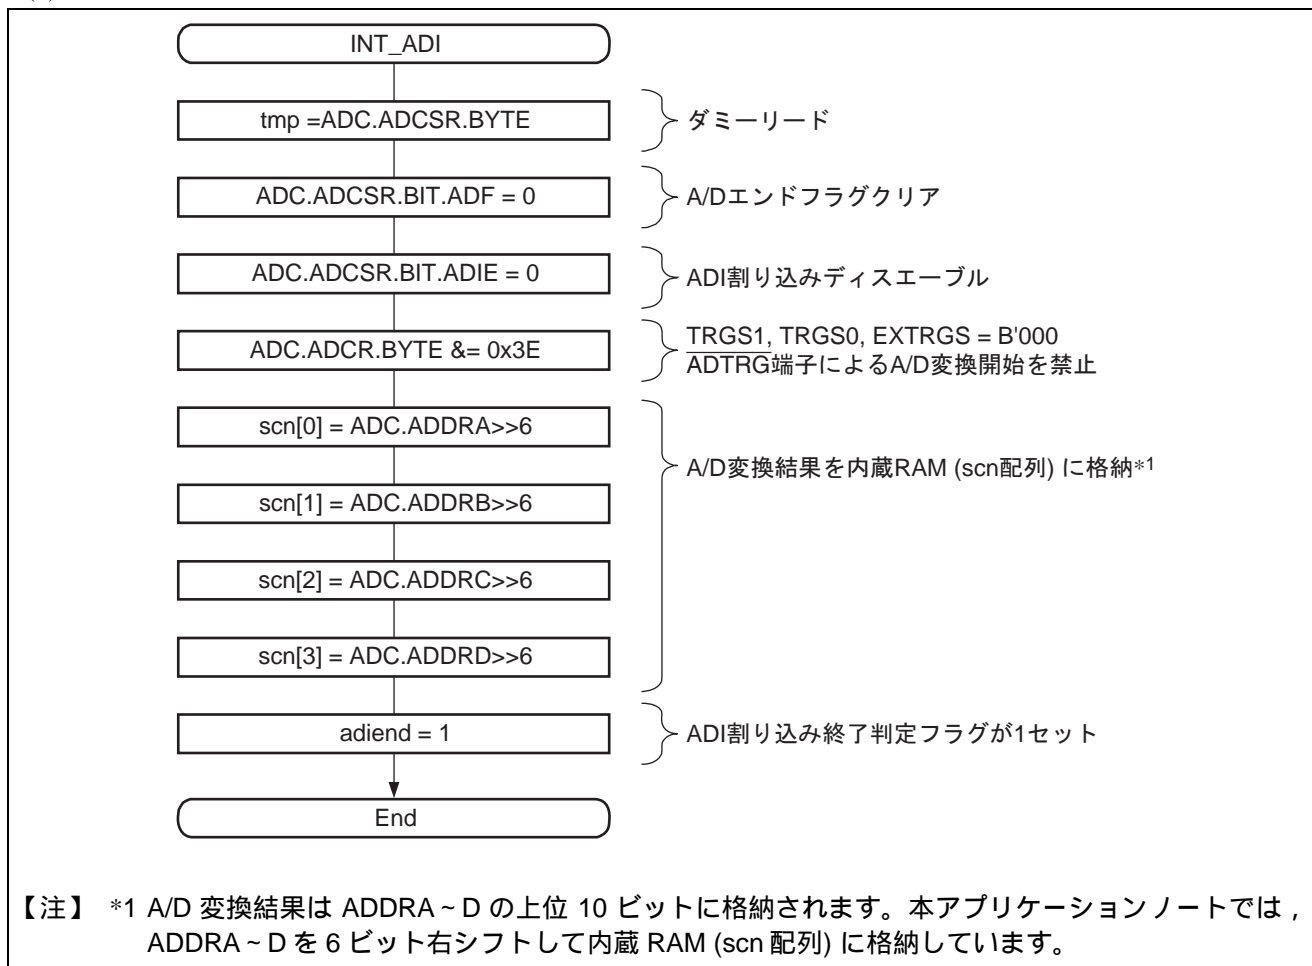 INT_ADI
tmp =ADC.ADCSR.BYTE
ダミーリード
ADC.ADCSR.BIT.ADF = 0
A/Dエンドフラグクリア
ADC.ADCSR.BIT.ADIE = 0
ADI割り込みディスエーブル
ADC.ADCR.BYTE &= 0x3E
TRGS1, TRGS0, EXTRGS = B'000
ADTRG端子によるA/D変換開始を禁止
scn[0] = ADC.ADDRA>>6
A/D変換結果を内蔵RAM (scn配列) に格納*1
scn[1] = ADC.ADDRB>>6
scn[2] = ADC.ADDRC>>6
scn[3] = ADC.ADDRD>>6
adiend = 1
ADI割り込み終了判定フラグが1セット
End
【注】 *1 A/D 変換結果は ADDRA ~ D の上位 10 ビットに格納されます。本アプリケーションノートでは，
ADDRA ~ D を 6 ビット右シフトして内蔵 RAM (scn 配列) に格納しています。